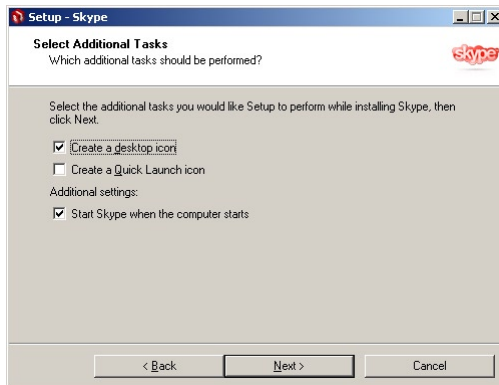 Setup - Skype
Select Additional Tasks
Which additional tasks should be performed?
skype
Select the additional tasks you would like Setup to perform while installing Skype, then
click Next.
Create a desktop icon
Create a Quick Launch icon
Additional settings:
Start Skype when the computer starts
< Back
Next >
Cancel